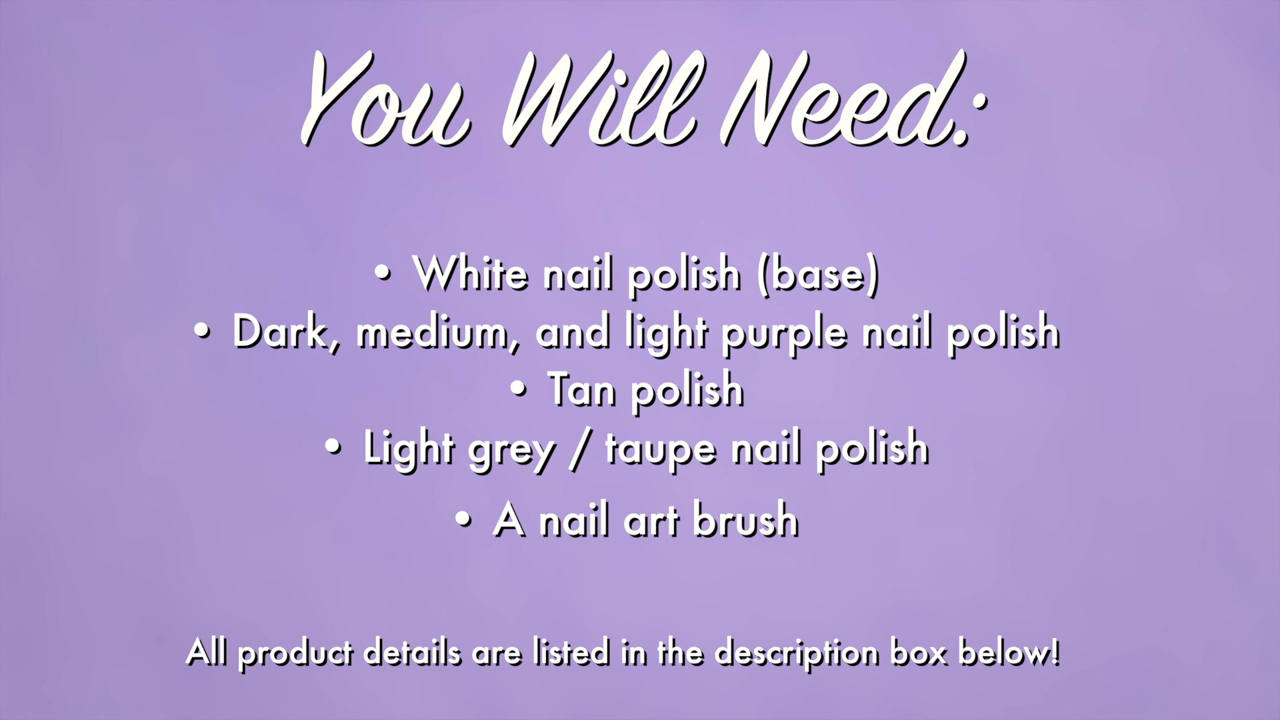 You Will Need:
• White nail polish (base)
• Dark, medium, and light purple nail polish
• Tan polish
• Light grey / taupe nail polish
• A nail art brush
All product details are listed in the description box below!